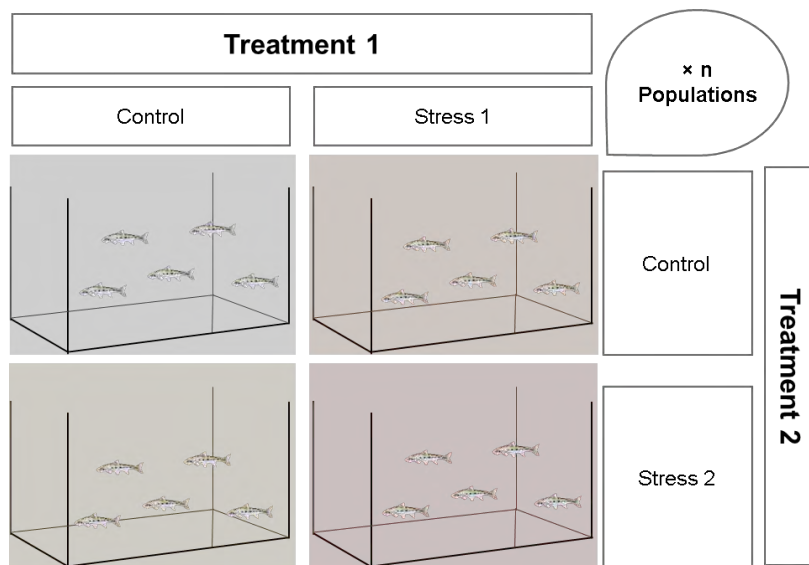 Treatment 1
× n
Populations
Control
Stress 1
Control
Treatment 2
Stress 2